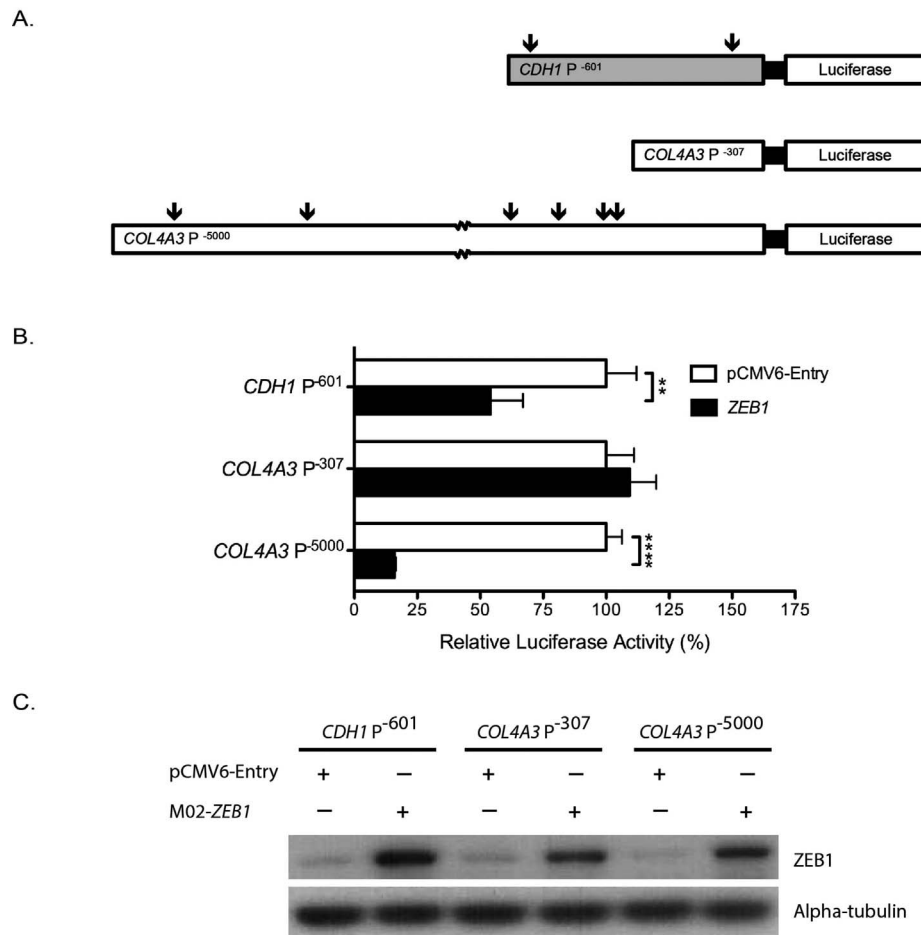 A.
CDH1 P -601
Luciferase
COL4A3 P -307
Luciferase
COL4A3 P -5000
Luciferase
B.
CDH1 P-601
COL4A3 P-307
COL4A3 P-5000
**
****
pCMV6-Entry
ZEB1
0 25 50 75 100 125 150 175
Relative Luciferase Activity (%)
C.
CDH1 P-601 COL4A3 P-307 COL4A3 P-5000
pCMV6-Entry + – + – + –
M02-ZEB1 – + – + – +
ZEB1
Alpha-tubulin